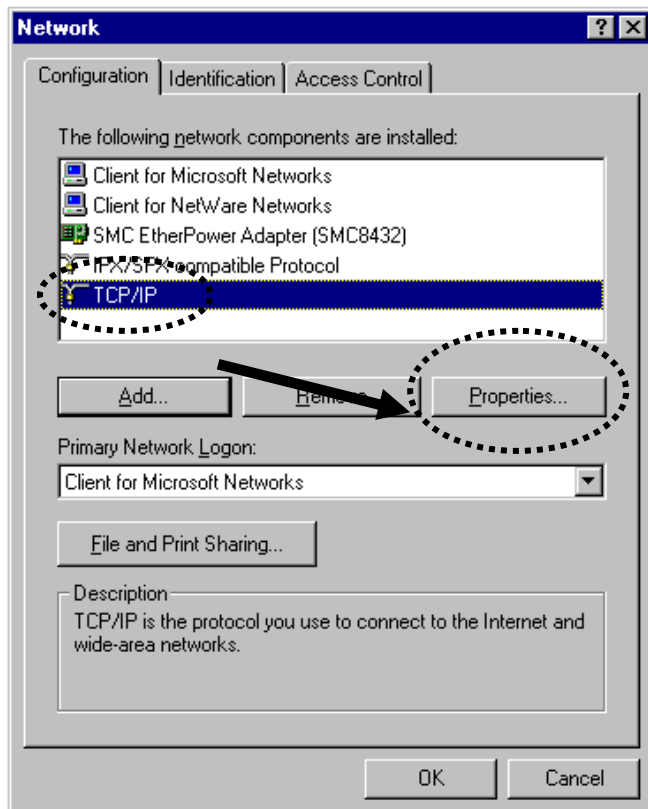 Network
Configuration Identification Access Control
The following network components are installed:
Client for Microsoft Networks
Client for NetWare Networks
SMC EtherPower Adapter (SMC8432)
IPX/SPX-compatible Protocol
TCP/IP
Add... Remove Properties...
Primary Network Logon:
Client for Microsoft Networks
File and Print Sharing...
Description
TCP/IP is the protocol you use to connect to the Internet and
wide-area networks.
OK Cancel